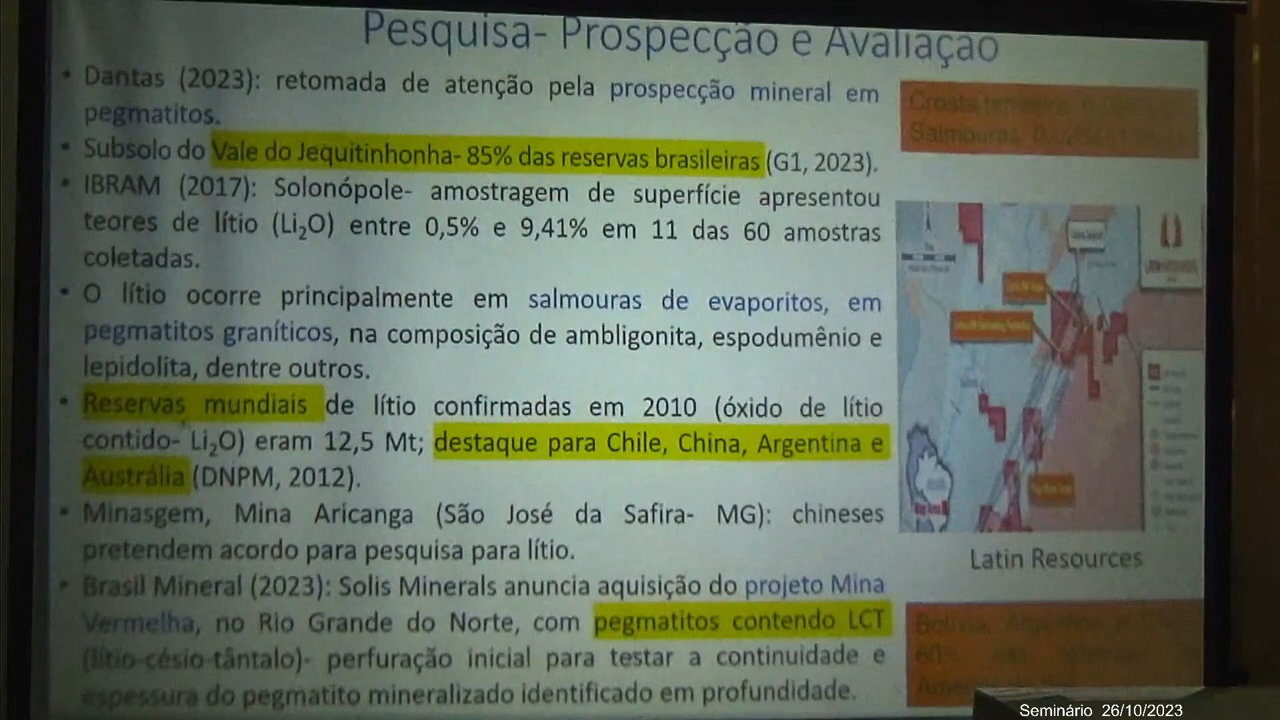 Pesquisa- Prospecção e Avaliação
• Dantas (2023): retomada de atenção pela prospecção mineral em
pegmatitos.
• Subsolo do Vale do Jequitinhonha- 85% das reservas brasileiras (G1, 2023).
• IBRAM (2017): Solonópole- amostragem de superfície apresentou
teores de lítio (Li₂O) entre 0,5% e 9,41% em 11 das 60 amostras
coletadas.
• O lítio ocorre principalmente em salmouras de evaporitos, em
pegmatitos graníticos, na composição de ambligonita, espodumênio e
lepidolita, dentre outros.
• Reservas mundiais de lítio confirmadas em 2010 (óxido de lítio
contido- Li₂O) eram 12,5 Mt; destaque para Chile, China, Argentina e
Austrália (DNPM, 2012).
• Minasgem, Mina Aricanga (São José da Safira- MG): chineses
pretendem acordo para pesquisa para lítio.
• Brasil Mineral (2023): Solis Minerals anuncia aquisição do projeto Mina
Vermelha, no Rio Grande do Norte, com pegmatitos contendo LCT
(lítio-césio-tântalo)- perfuração inicial para testar a continuidade e
espessura do pegmatito mineralizado identificado em profundidade.
Crosta terrestre:
Salmouras:
Latin Resources
Bolívia, Argentina e
60%
Seminário 26/10/2023